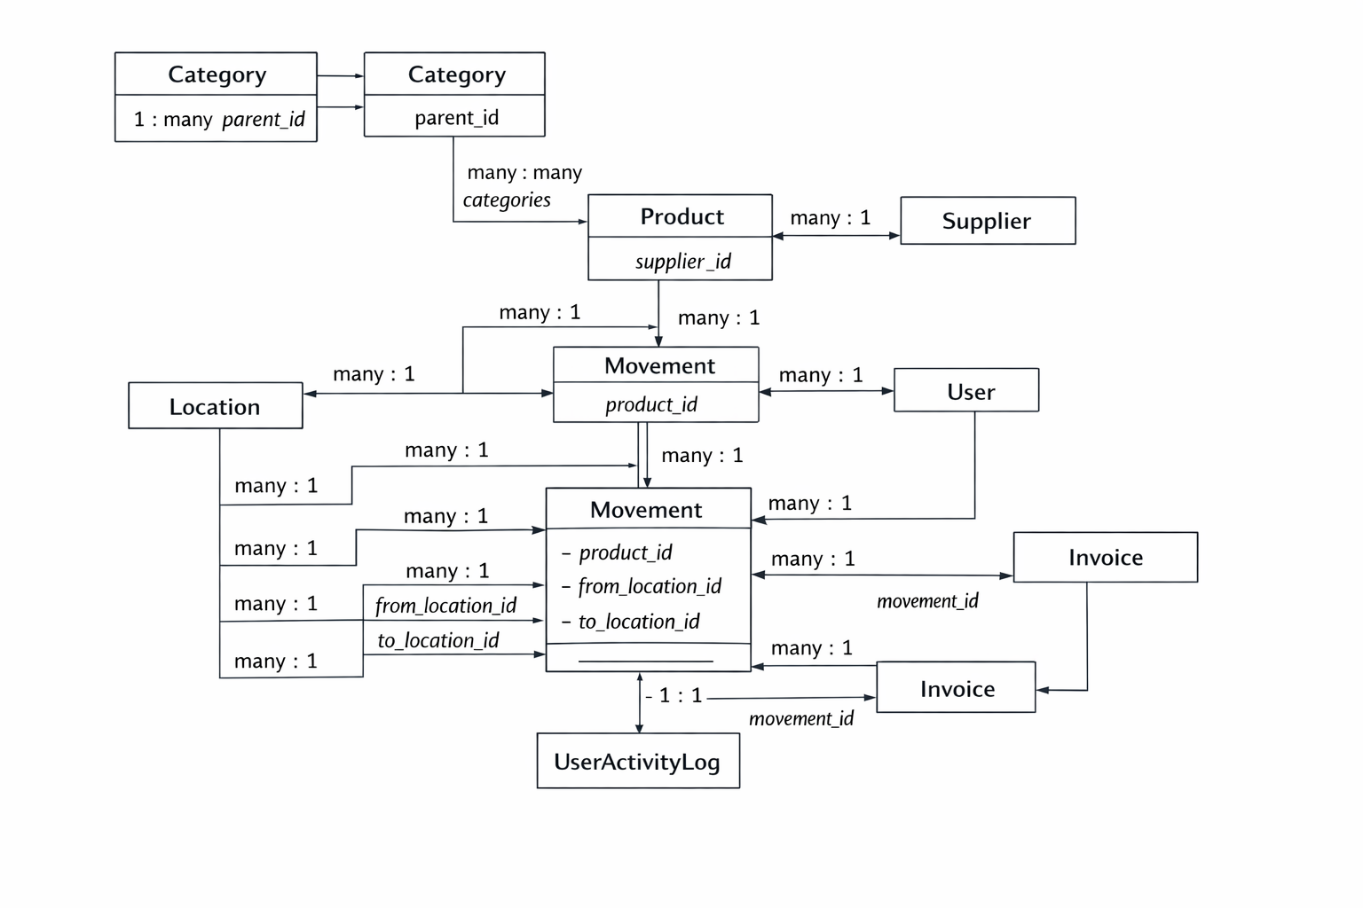 Category
1 : many parent_id
Category
parent_id
many : many
categories
Product
supplier_id
many : 1
Supplier
many : 1
many : 1
many : 1
Location
Movement
product_id
many : 1
User
many : 1
many : 1
many : 1
many : 1
many : 1
many : 1
from_location_id
many : 1
to_location_id
many : 1
many : 1
Movement
- product_id
- from_location_id
- to_location_id
many : 1
many : 1
movement_id
Invoice
many : 1
Invoice
- 1 : 1
movement_id
UserActivityLog